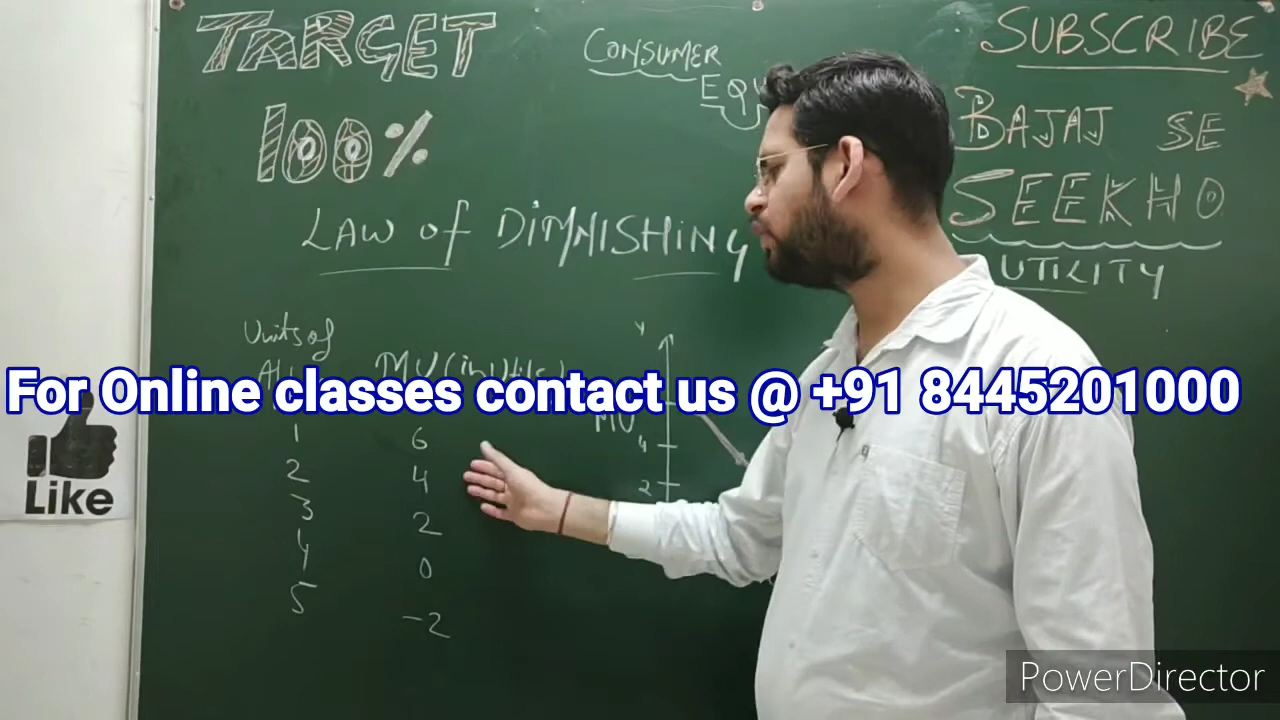 TARGET
100%
CONSUMER
SUBSCRIBE
BAJAJ SE
SEEKHO
LAW of DIMNISHING
UTILITY
Units of
MU
For Online classes contact us @ +91 8445201000
Y
MU
1 6
2 4
3 2
4 0
5 -2
4
2
Like
PowerDirector